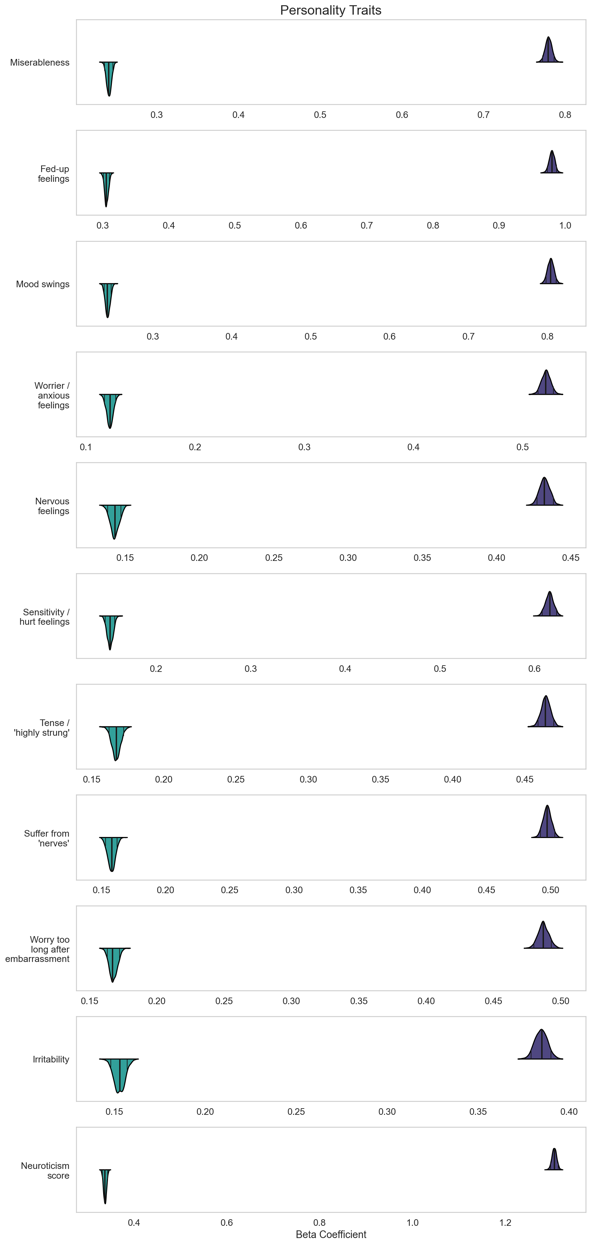 Personality Traits
Miserableness
0.3 0.4 0.5 0.6 0.7 0.8
Fed-up
feelings
0.3 0.4 0.5 0.6 0.7 0.8 0.9 1.0
Mood swings
0.3 0.4 0.5 0.6 0.7 0.8
Worrier /
anxious
feelings
0.1 0.2 0.3 0.4 0.5
Nervous
feelings
0.15 0.20 0.25 0.30 0.35 0.40 0.45
Sensitivity /
hurt feelings
0.2 0.3 0.4 0.5 0.6
Tense /
'highly strung'
0.15 0.20 0.25 0.30 0.35 0.40 0.45
Suffer from
'nerves'
0.15 0.20 0.25 0.30 0.35 0.40 0.45 0.50
Worry too
long after
embarrassment
0.15 0.20 0.25 0.30 0.35 0.40 0.45 0.50
Irritability
0.15 0.20 0.25 0.30 0.35 0.40
Neuroticism
score
0.4 0.6 0.8 1.0 1.2
Beta Coefficient